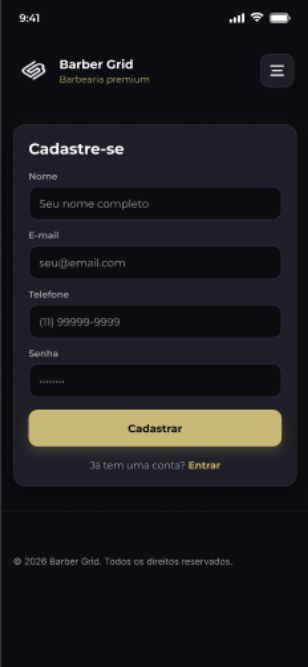 9:41
Barber Grid
Barbearia premium
Cadastre-se
Nome
Seu nome completo
E-mail
seu@email.com
Telefone
(11) 99999-9999
Senha
........
Cadastrar
Já tem uma conta? Entrar
© 2026 Barber Grid. Todos os direitos reservados.